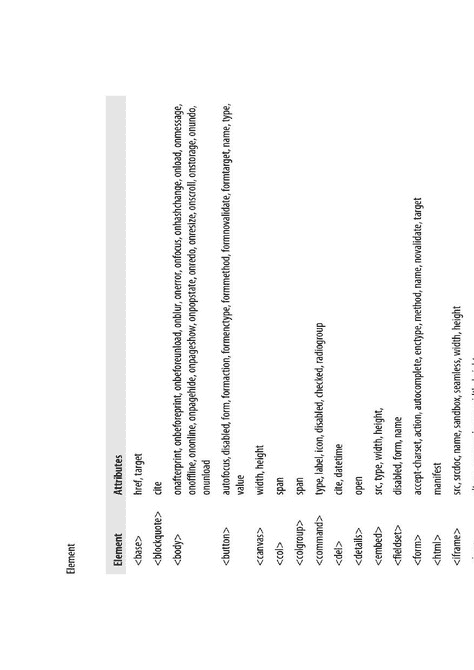 Element
Element Attributes
<base> href, target
<blockquote> cite
<body> onafterprint, onbeforeprint, onbeforeunload, onblur, onerror, onfocus, onhashchange, onload, onmessage,
onoffline, ononline, onpagehide, onpageshow, onpopstate, onredo, onresize, onscroll, onstorage, onundo,
onunload
<button> autofocus, disabled, form, formaction, formenctype, formmethod, formnovalidate, formtarget, name, type,
value
<canvas> width, height
<col> span
<colgroup> span
<command> type, label, icon, disabled, checked, radiogroup
<del> cite, datetime
<details> open
<embed> src, type, width, height,
<fieldset> disabled, form, name
<form> accept-charset, action, autocomplete, enctype, method, name, novalidate, target
<html> manifest
<iframe> src, srcdoc, name, sandbox, seamless, width, height